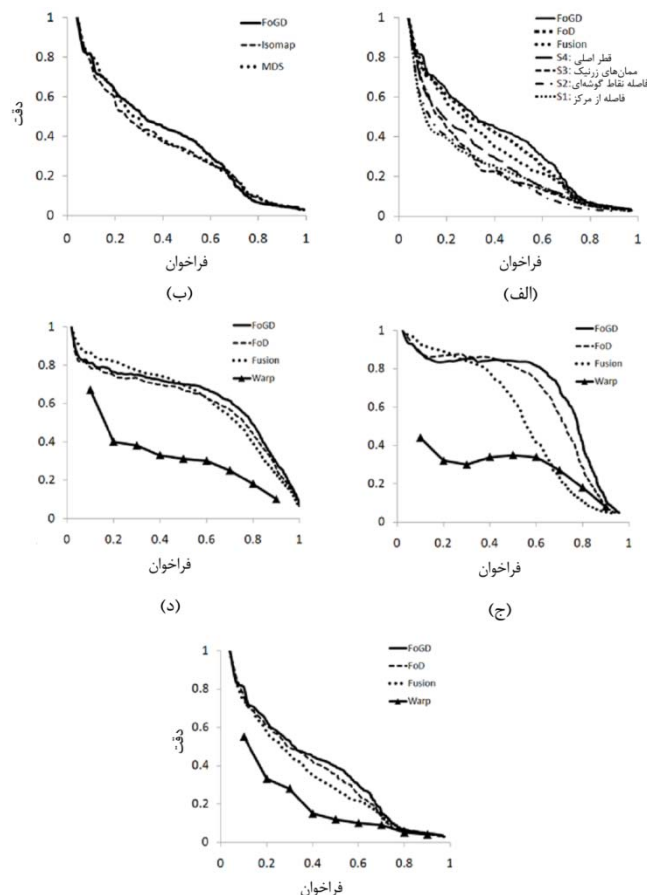 1
0.8
0.6
0.4
0.2
0
دقت
FoGD
Isomap
MDS
0 0.2 0.4 0.6 0.8 1
فراخوان
(ب)
1
0.8
0.6
0.4
0.2
0
FoGD
FoD
Fusion
S4: قطر اصلی
S3: ممان‌های زرنیک
S2: فاصله نقاط گوشه‌ای
S1: فاصله از مرکز
0 0.2 0.4 0.6 0.8 1
فراخوان
(الف)
1
0.8
0.6
0.4
0.2
0
FoGD
FoD
Fusion
Warp
0 0.2 0.4 0.6 0.8 1
فراخوان
(د)
1
0.8
0.6
0.4
0.2
0
FoGD
FoD
Fusion
Warp
0 0.2 0.4 0.6 0.8 1
فراخوان
(ج)
1
0.8
0.6
0.4
0.2
0
دقت
FoGD
FoD
Fusion
Warp
0 0.2 0.4 0.6 0.8 1
فراخوان